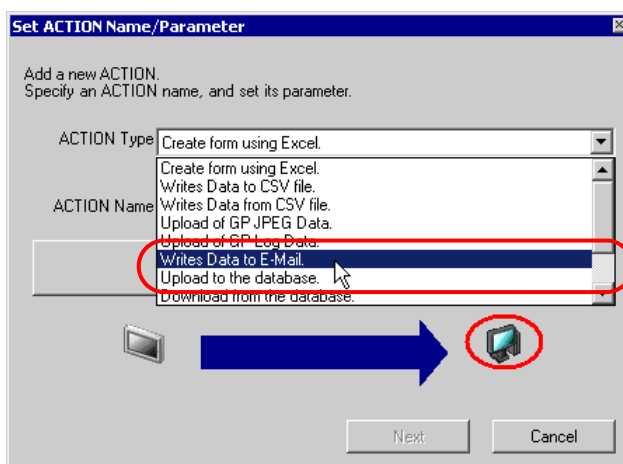 Set ACTION Name/Parameter
Add a new ACTION.
Specify an ACTION name, and set its parameter.
ACTION Type Create form using Excel.
Create form using Excel.
Writes Data to CSV file.
Writes Data from CSV file.
ACTION Name
Upload of GP JPEG Data.
Upload of GP Log Data.
Writes Data to E-Mail.
Upload to the database.
Download from the database.
Next Cancel